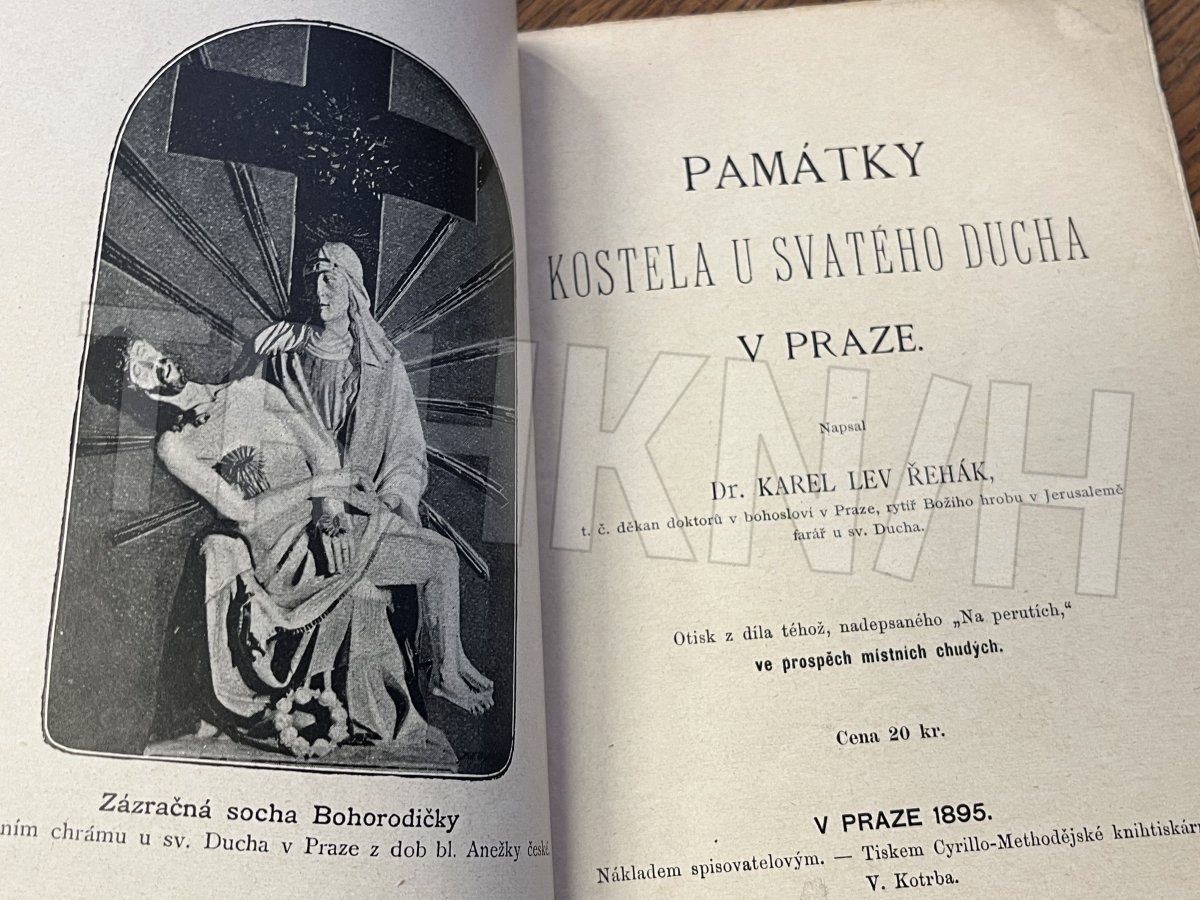 Zázračná socha Bohorodičky
ním chrámu u sv. Ducha v Praze z dob bl. Anežky české
PAMÁTKY
KOSTELA U SVATÉHO DUCHA
V PRAZE.
Napsal
Dr. KAREL LEV ŘEHÁK,
t. č. děkan doktorů v bohosloví v Praze, rytíř Božího hrobu v Jerusalemě
farář u sv. Ducha.
Otisk z díla téhož, nadepsaného „Na perutích,“
ve prospěch místních chudých.
Cena 20 kr.
V PRAZE 1895.
Nákladem spisovatelovým. — Tiskem Cyrillo-Methodějské knihtiskárny
V. Kotrba.